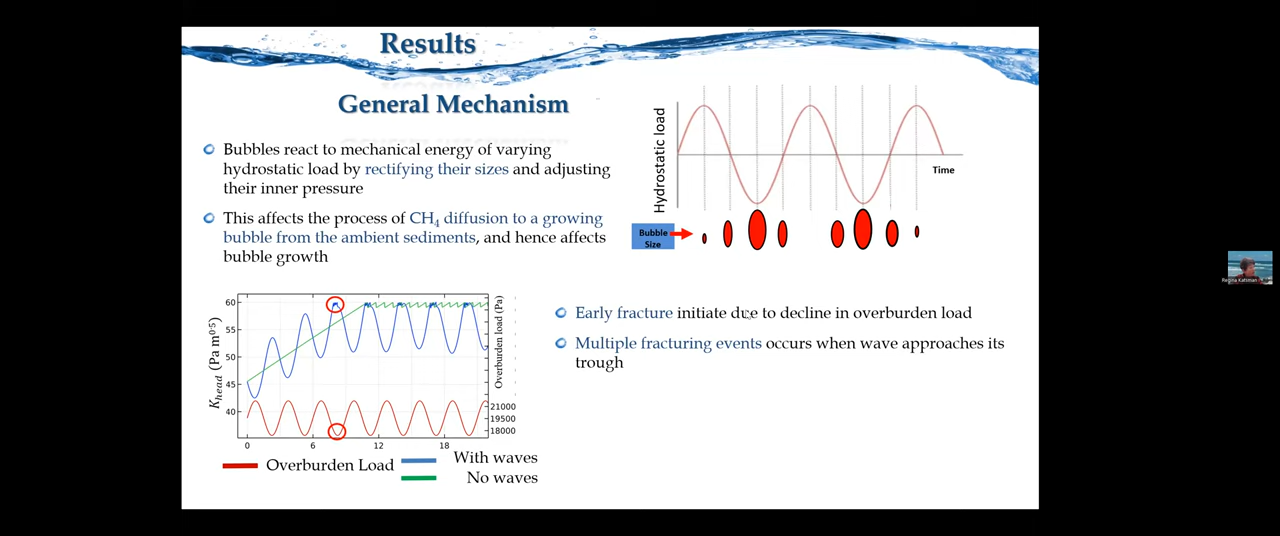 Results
General Mechanism
Bubbles react to mechanical energy of varying
hydrostatic load by rectifying their sizes and adjusting
their inner pressure
This affects the process of CH₄ diffusion to a growing
bubble from the ambient sediments, and hence affects
bubble growth
Hydrostatic load
Time
Bubble
Size
K_head (Pa m^0.5)
60
55
50
45
40
Overburden load (Pa)
21000
19500
18000
0 6 12 18
Overburden Load
With waves
No waves
Early fracture initiate due to decline in overburden load
Multiple fracturing events occurs when wave approaches its
trough